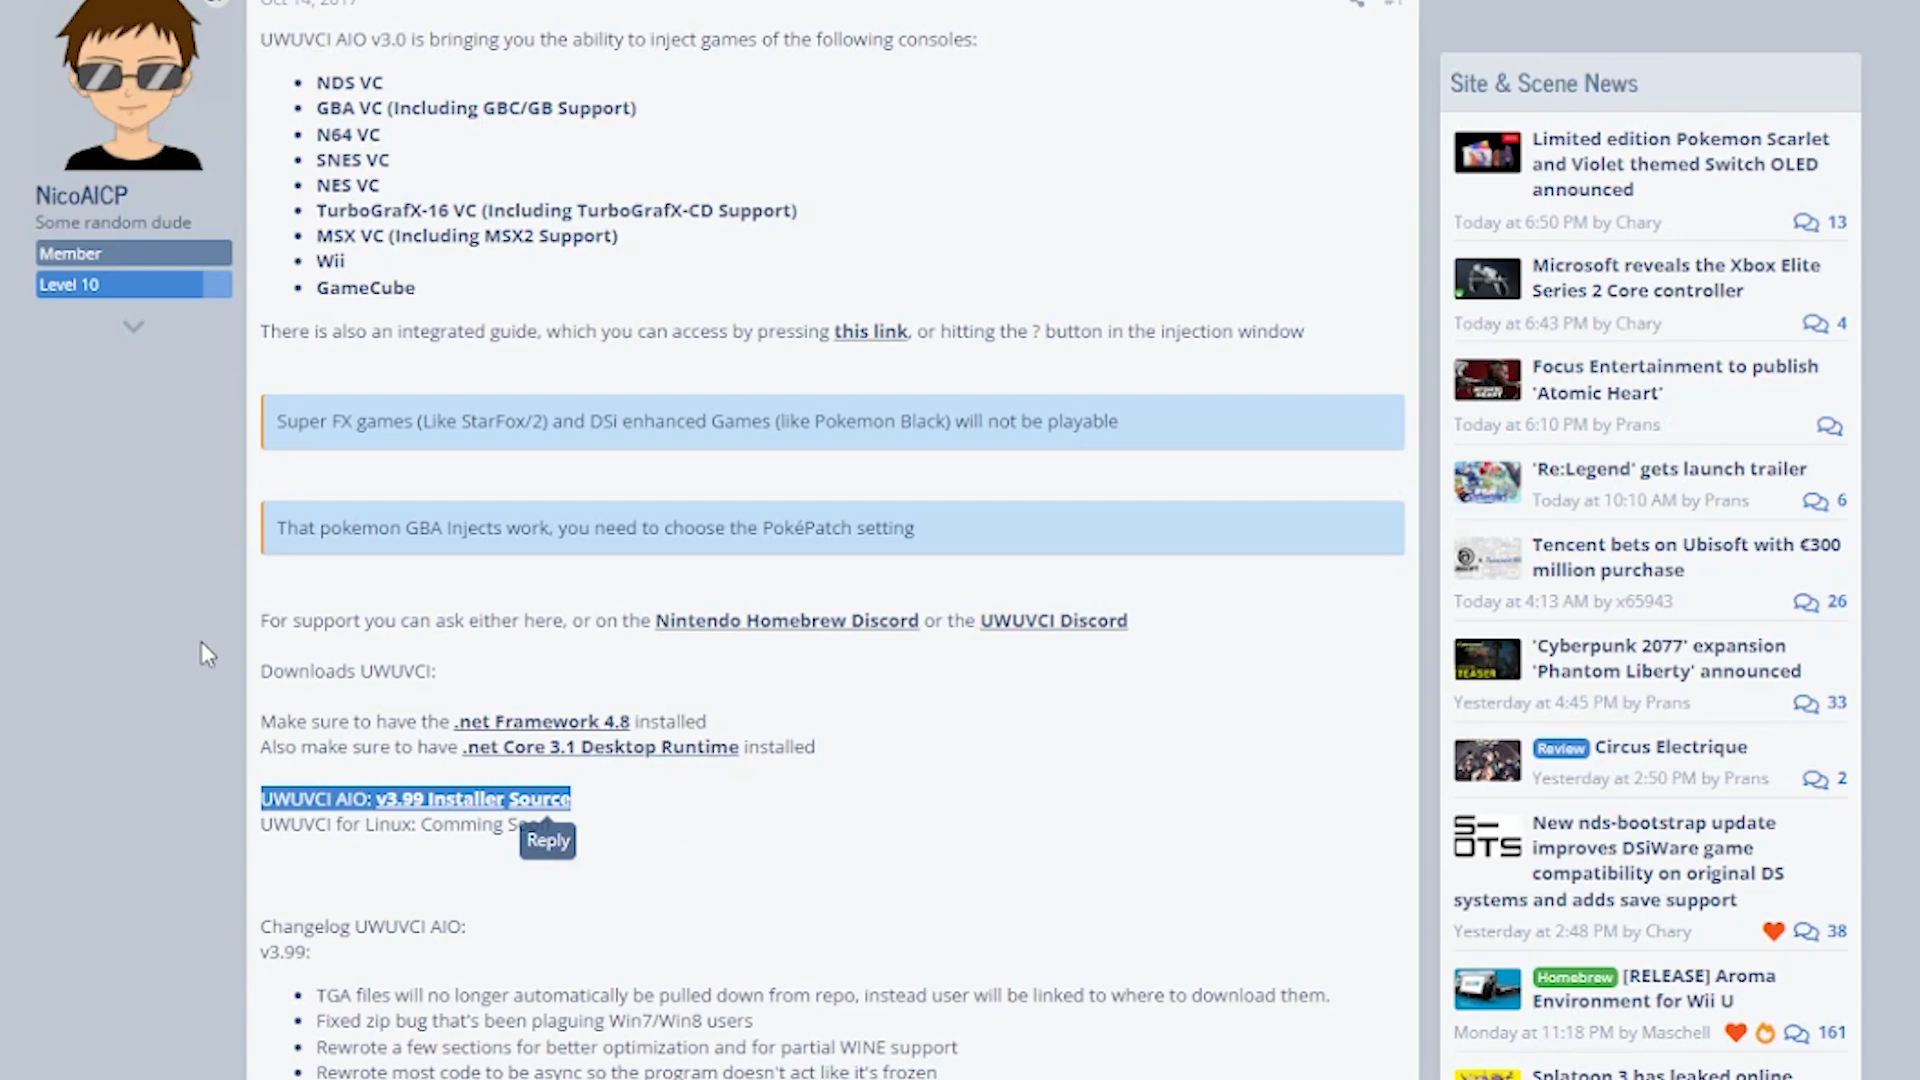 Oct 14, 2017
#1
UWUVCI AIO v3.0 is bringing you the ability to inject games of the following consoles:
NDS VC
GBA VC (Including GBC/GB Support)
N64 VC
SNES VC
NES VC
TurboGrafX-16 VC (Including TurboGrafX-CD Support)
MSX VC (Including MSX2 Support)
Wii
GameCube
NicoAICP
Some random dude
Member
Level 10
There is also an integrated guide, which you can access by pressing this link, or hitting the ? button in the injection window
Super FX games (Like StarFox/2) and DSi enhanced Games (like Pokemon Black) will not be playable
That pokemon GBA Injects work, you need to choose the PokéPatch setting
For support you can ask either here, or on the Nintendo Homebrew Discord or the UWUVCI Discord
Downloads UWUVCI:
Make sure to have the .net Framework 4.8 installed
Also make sure to have .net Core 3.1 Desktop Runtime installed
UWUVCI AIO: v3.99 Installer Source
UWUVCI for Linux: Comming
Reply
Changelog UWUVCI AIO:
v3.99:
TGA files will no longer automatically be pulled down from repo, instead user will be linked to where to download them.
Fixed zip bug that's been plaguing Win7/Win8 users
Rewrote a few sections for better optimization and for partial WINE support
Rewrote most code to be async so the program doesn't act like it's frozen
Site & Scene News
Limited edition Pokemon Scarlet
and Violet themed Switch OLED
announced
Today at 6:50 PM by Chary 13
Microsoft reveals the Xbox Elite
Series 2 Core controller
Today at 6:43 PM by Chary 4
Focus Entertainment to publish
'Atomic Heart'
Today at 6:10 PM by Prans
'Re:Legend' gets launch trailer
Today at 10:10 AM by Prans 6
Tencent bets on Ubisoft with €300
million purchase
Today at 4:13 AM by x65943 26
'Cyberpunk 2077' expansion
'Phantom Liberty' announced
TEASER
Yesterday at 4:45 PM by Prans 33
Review Circus Electrique
Yesterday at 2:50 PM by Prans 2
New nds-bootstrap update
improves DSiWare game
compatibility on original DS
systems and adds save support
Yesterday at 2:48 PM by Chary 38
Homebrew [RELEASE] Aroma
Environment for Wii U
Monday at 11:18 PM by Maschell 161
Splatoon 3 has leaked online